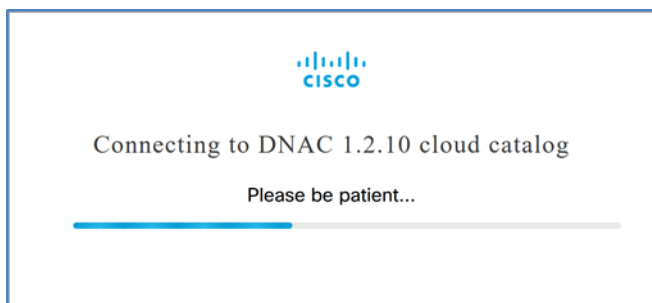 CISCO
Connecting to DNAC 1.2.10 cloud catalog
Please be patient...